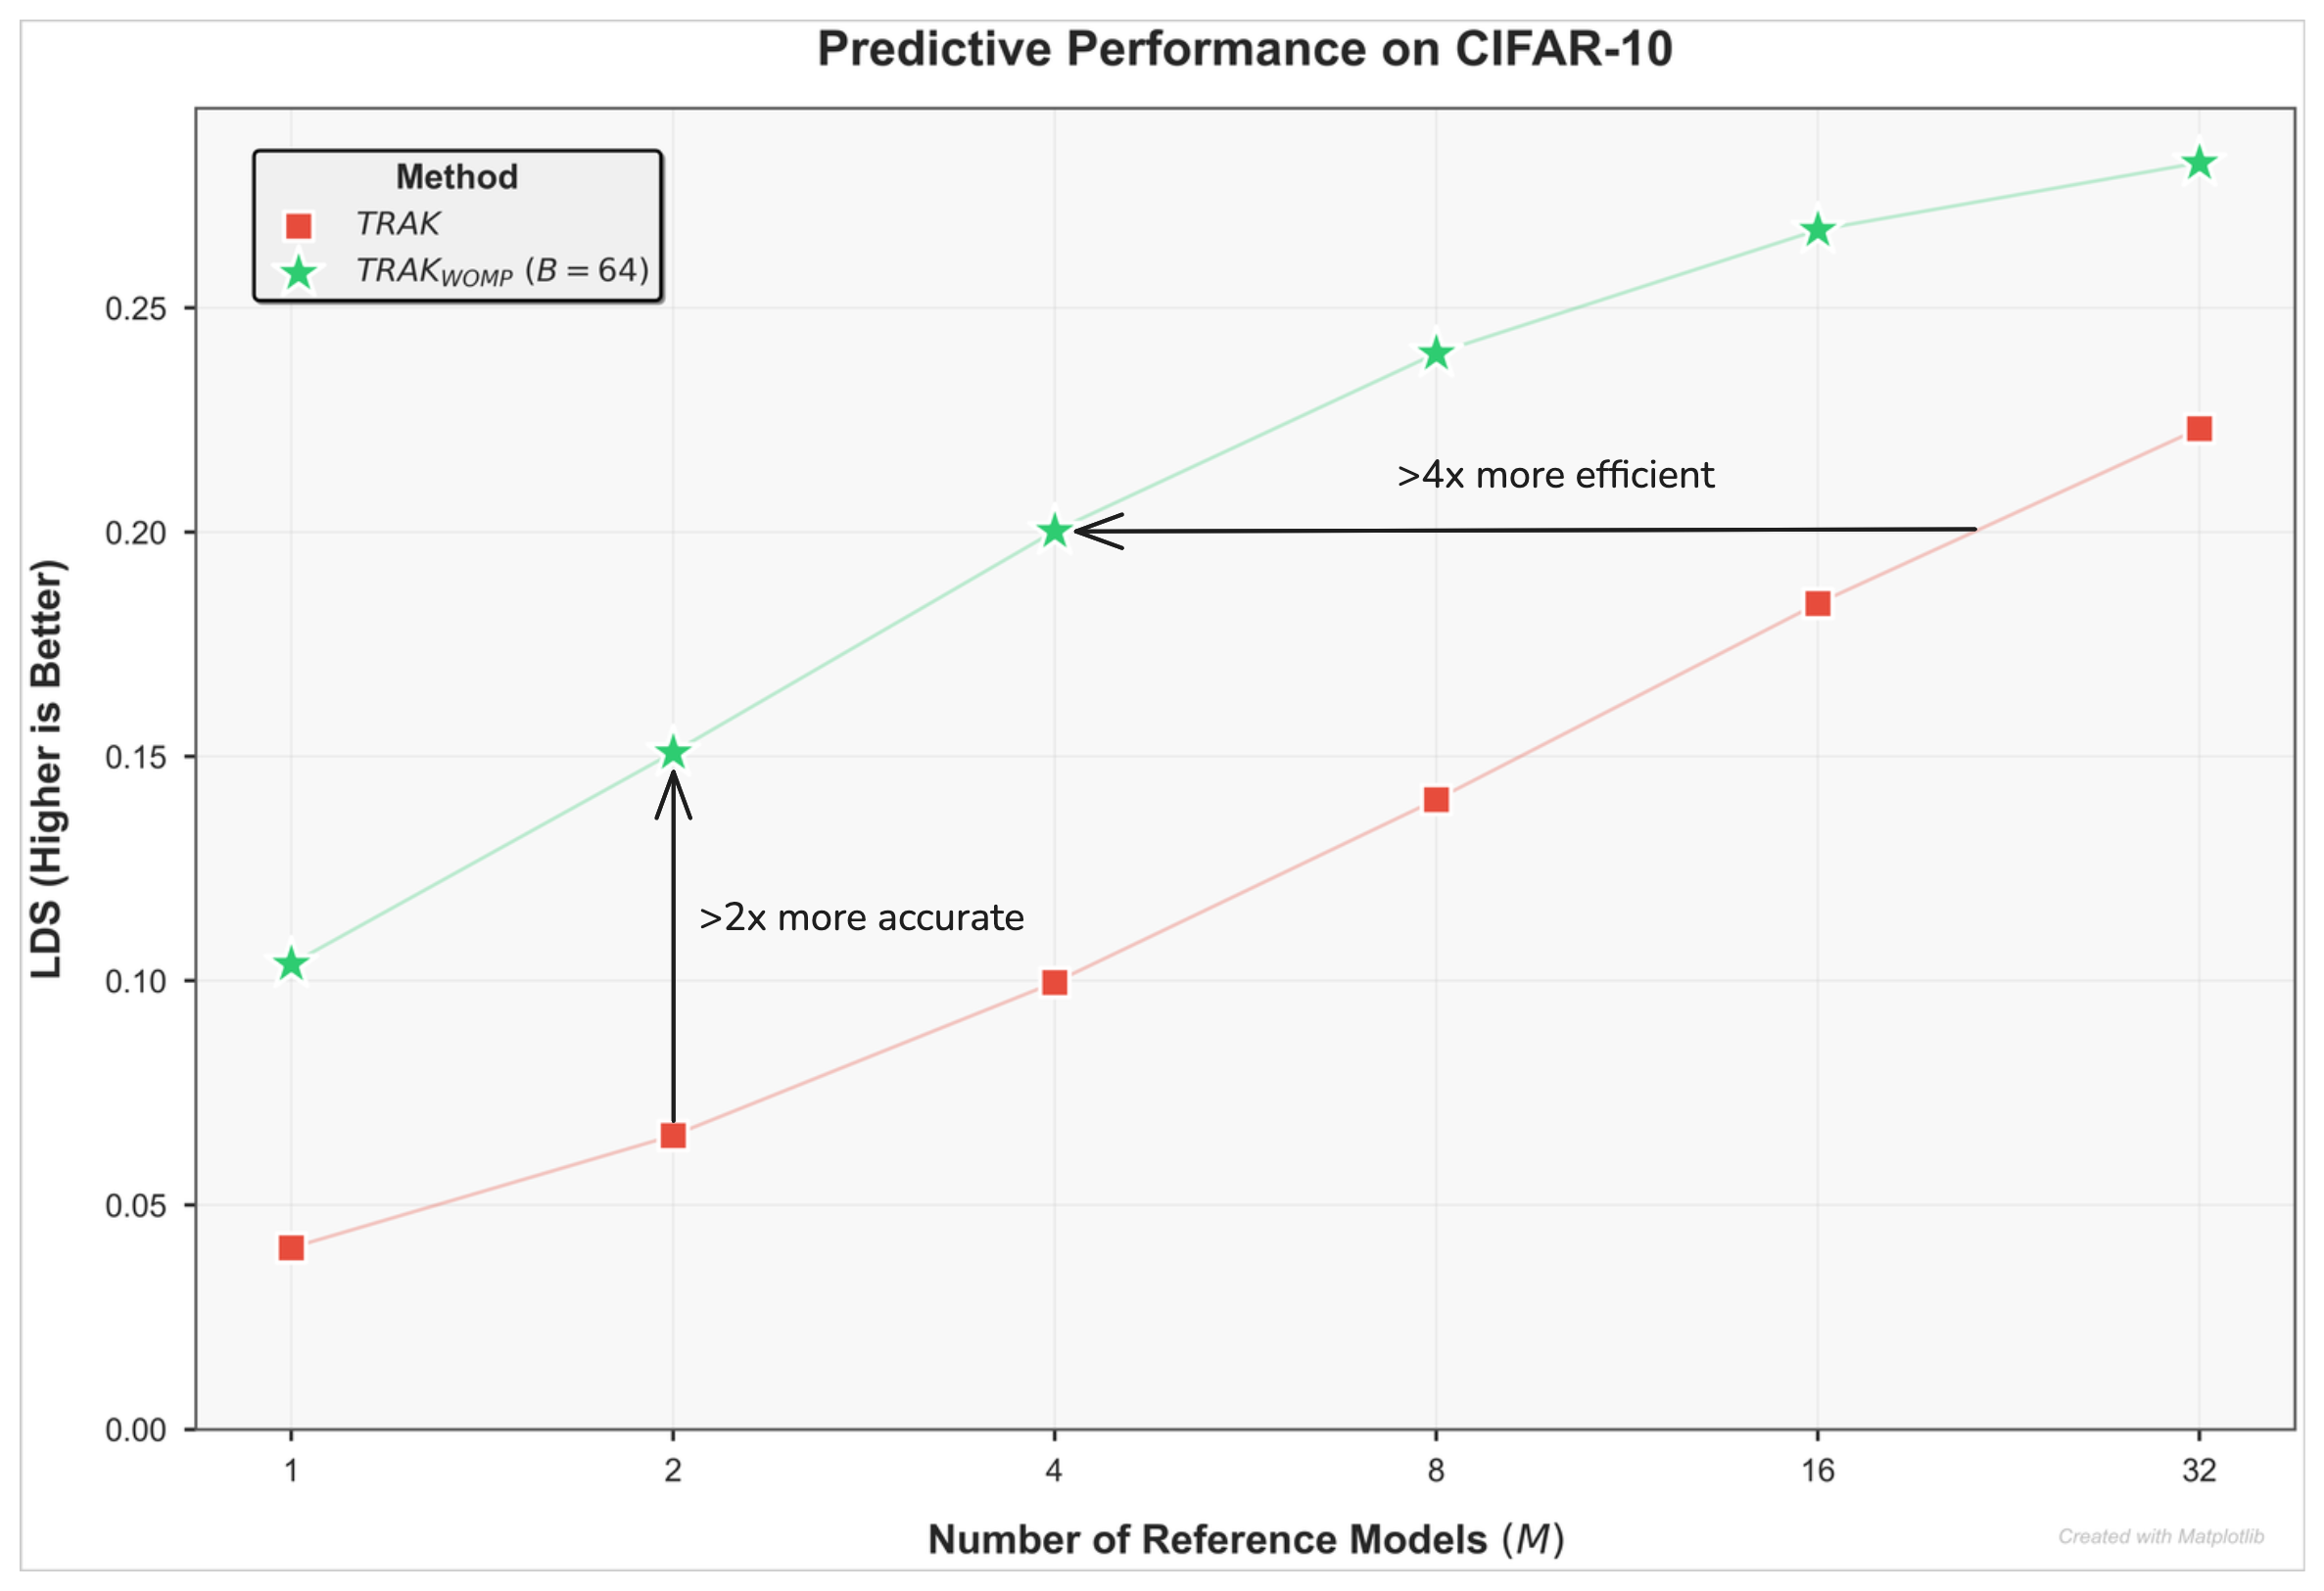 Predictive Performance on CIFAR-10
Method
TRAK
TRAK_WOMP (B = 64)
LDS (Higher is Better)
0.25
0.20
0.15
0.10
0.05
0.00
>4x more efficient
>2x more accurate
1 2 4 8 16 32
Number of Reference Models (M)
Created with Matplotlib